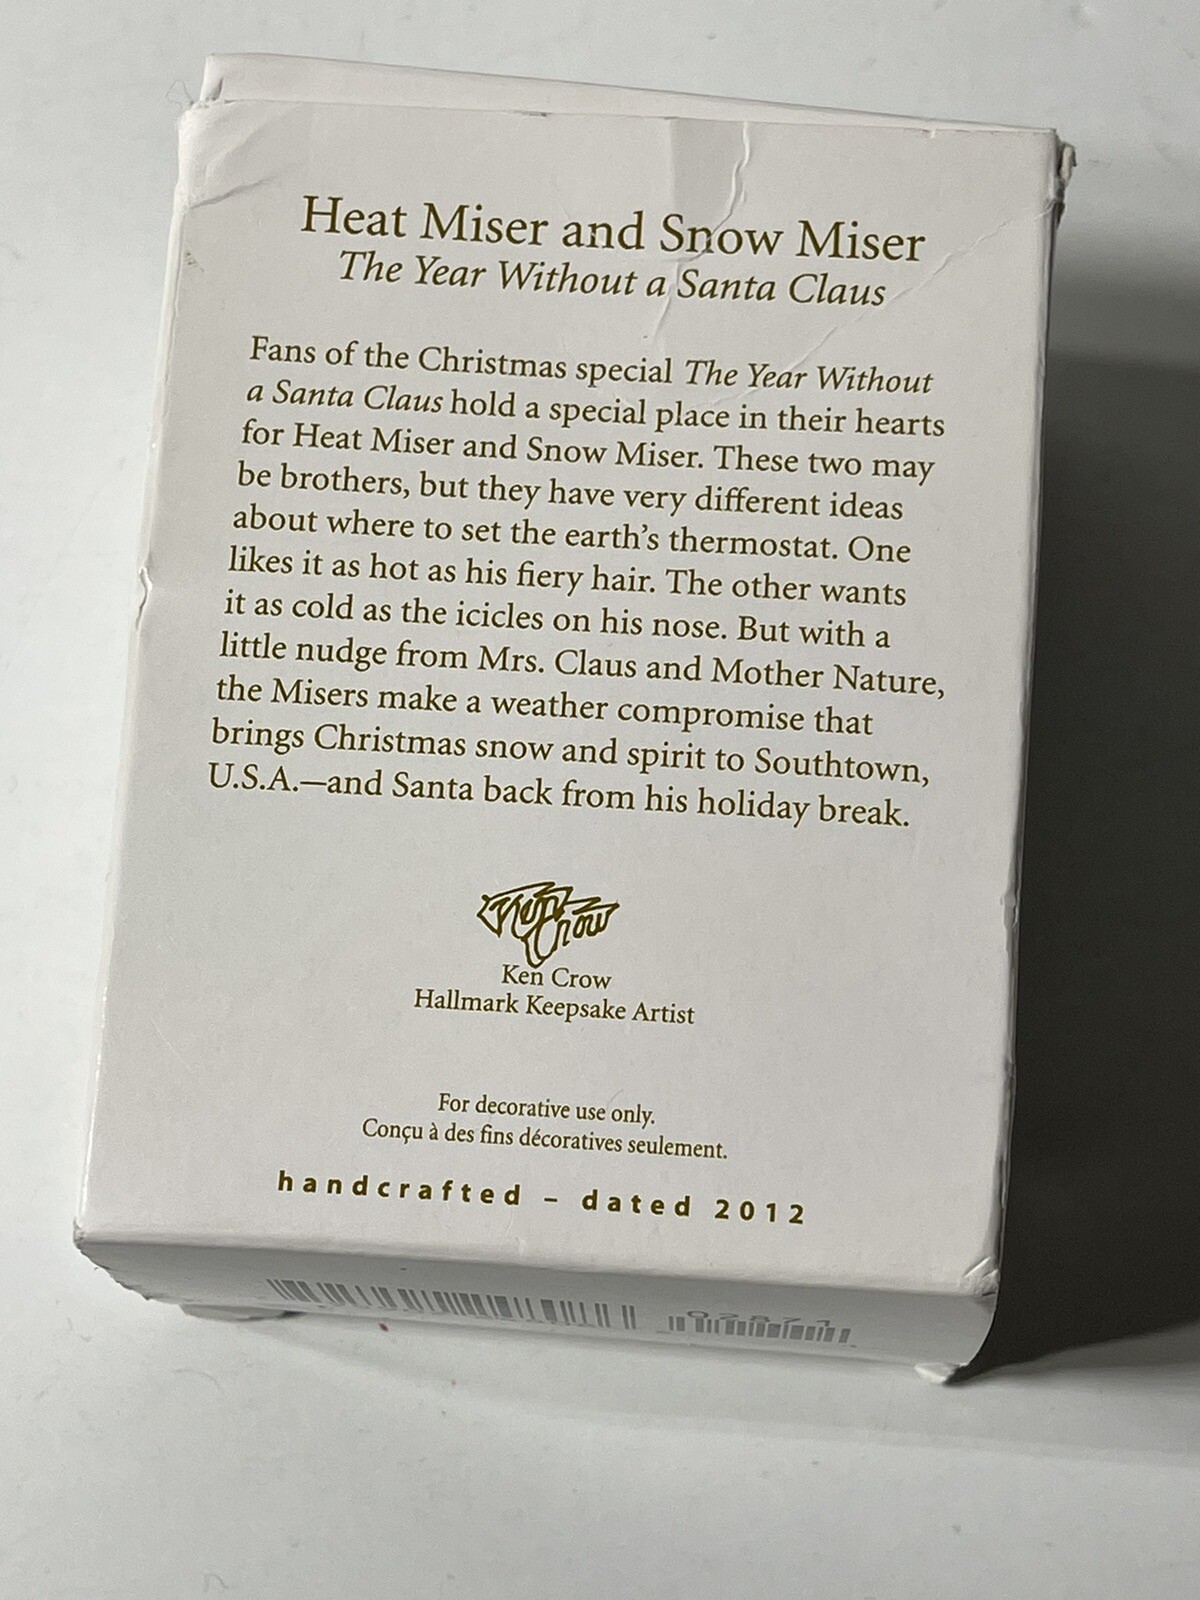 Heat Miser and Snow Miser
The Year Without a Santa Claus
Fans of the Christmas special The Year Without
a Santa Claus hold a special place in their hearts
for Heat Miser and Snow Miser. These two may
be brothers, but they have very different ideas
about where to set the earth's thermostat. One
likes it as hot as his fiery hair. The other wants
it as cold as the icicles on his nose. But with a
little nudge from Mrs. Claus and Mother Nature,
the Misers make a weather compromise that
brings Christmas snow and spirit to Southtown,
U.S.A.—and Santa back from his holiday break.
Ken Crow
Ken Crow
Hallmark Keepsake Artist
For decorative use only.
Conçu à des fins décoratives seulement.
handcrafted – dated 2012
02871